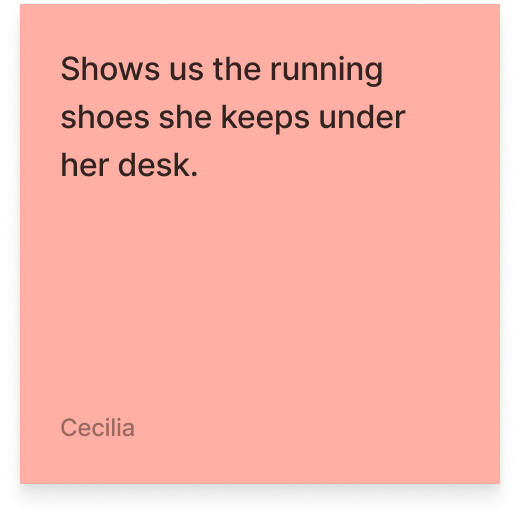 Shows us the running
shoes she keeps under
her desk.
Cecilia